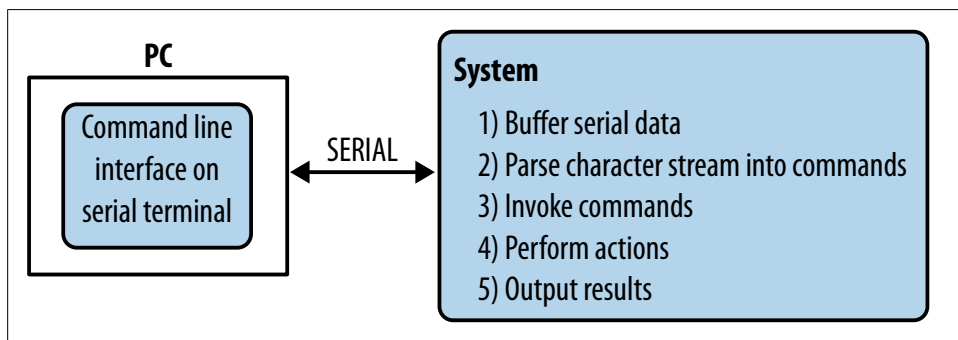 PC
Command line
interface on
serial terminal
SERIAL
System
1) Buffer serial data
2) Parse character stream into commands
3) Invoke commands
4) Perform actions
5) Output results